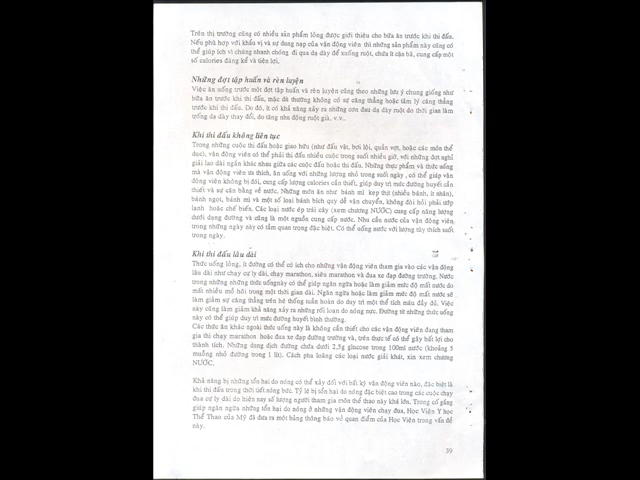 Trên thị trường cũng có nhiều sản phẩm lỏng được giới thiệu cho bữa ăn trước khi thi đấu.
Nếu phù hợp với khẩu vị và sự dung nạp của vận động viên thì những sản phẩm này cũng có
thể giúp ích vì chúng nhanh chóng đi qua dạ dày để xuống ruột, chứa ít cặn bã, cung cấp một
số calories đáng kể và tiện lợi.
Những đợt tập huấn và rèn luyện
Việc ăn uống trước một đợt tập huấn và rèn luyện cũng theo những lưu ý chung giống như
bữa ăn trước khi thi đấu, mặc dù thường không có sự căng thẳng hoặc tâm lý căng thẳng
trước khi thi đấu. Do đó, ít có khả năng xảy ra những cơn đau dạ dày do thời gian làm
trống dạ dày thay đổi, do tăng nhu động ruột già, v.v..
Khi thi đấu không liên tục
Trong những cuộc thi đấu hoặc giao hữu (như đấu vật, bơi lội, quần vợt, hoặc các môn thể
dục), vận động viên có thể phải thi đấu nhiều cuộc trong suốt nhiều giờ, với những đợt nghỉ
giải lao dài ngắn khác nhau giữa các cuộc đấu hoặc thi đấu. Những thực phẩm và thức uống
mà vận động viên ưa thích, ăn uống với những lượng nhỏ trong suốt ngày, có thể giúp vận
động viên không bị đói, cung cấp lượng calories cần thiết, giúp duy trì mức đường huyết cần
thiết và sự cân bằng về nước. Những món ăn như bánh mì kẹp thịt (nhiều bánh, ít nhân),
bánh ngọt, bánh mì và một số loại bánh bích quy dễ vận chuyển, không đòi hỏi phải ướp
lạnh hoặc chế biến. Các loại nước ép trái cây (xem chương NƯỚC) cung cấp năng lượng
dưới dạng đường và cũng là một nguồn cung cấp nước. Nhu cầu nước của vận động viên
trong những ngày này có tầm quan trọng đặc biệt. Có thể uống nước với lượng tùy thích suốt
trong ngày.
Khi thi đấu lâu dài
Thức uống lỏng, ít đường có thể có ích cho những vận động viên tham gia vào các vận động
lâu dài như chạy cự ly dài, chạy marathon, siêu marathon và đua xe đạp đường trường. Nước
trong những những thức uống này có thể giúp ngăn ngừa hoặc làm giảm mức độ mất nước do
mất nhiều mồ hôi trong một thời gian dài. Ngăn ngừa hoặc làm giảm mức độ mất nước sẽ
làm giảm sự căng thẳng trên hệ thống tuần hoàn do duy trì một thể tích máu đầy đủ. Việc
này cũng làm giảm khả năng xảy ra những rối loạn do nóng nực. Đường từ những thức uống
này có thể giúp duy trì mức đường huyết bình thường.
Các thức ăn khác ngoài thức uống này là không cần thiết cho các vận động viên đang tham
gia thi chạy marathon hoặc đua xe đạp đường trường và, trên thực tế có thể gây bất lợi cho
thành tích. Những dung dịch đường chứa dưới 2,5g glucose trong 100ml nước (khoảng 5
muỗng nhỏ đường trong 1 lít). Cách pha loãng các loại nước giải khát, xin xem chương
NƯỚC.
Khả năng bị những tổn hại do nóng có thể xảy đối với bất kỳ vận động viên nào, đặc biệt là
khi thi đấu trong thời tiết nóng bức. Tỷ lệ bị tổn hại do nóng đặc biệt cao trong các cuộc chạy
đua cự ly dài do hiện nay số lượng người tham gia môn thể thao này khá lớn. Trong cố gắng
giúp ngăn ngừa những tổn hại do nóng ở những vận động viên chạy đua, Học Viện Y học
Thể Thao của Mỹ đã đưa ra một bảng thông báo về quan điểm của Học Viện trong vấn đề
này.
39